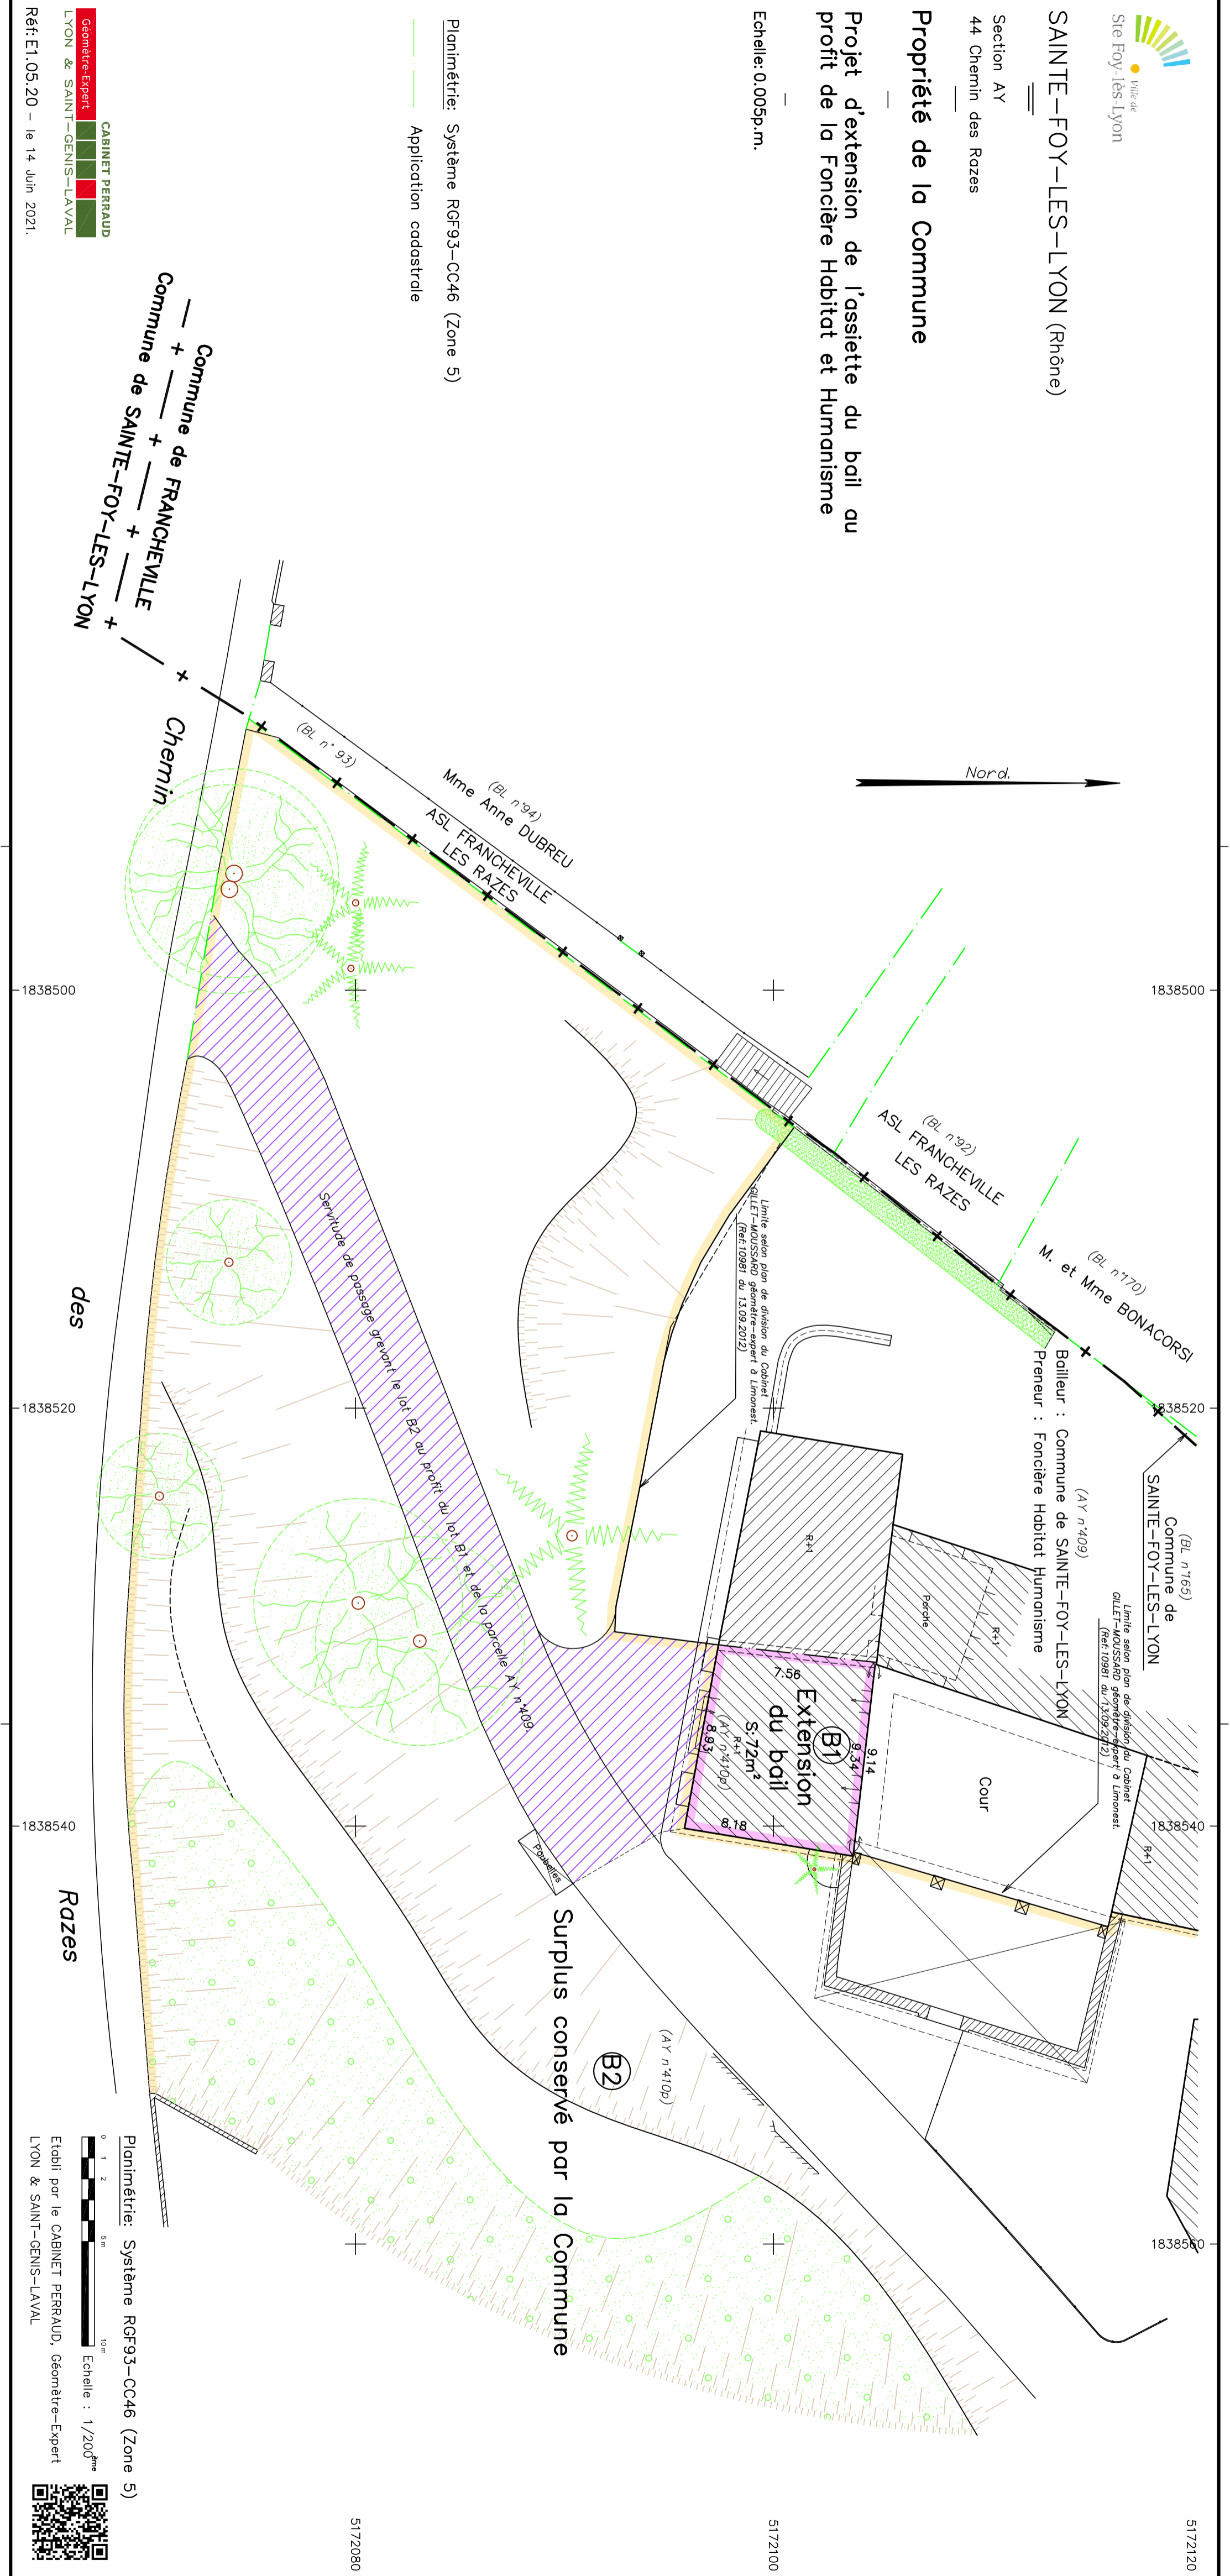 Ville de
Ste Foy-lès-Lyon
SAINTE-FOY-LES-LYON (Rhône)
Section AY
44 Chemin des Razes
Propriété de la Commune
Projet d'extension de l'assiette du bail au
profit de la Foncière Habitat et Humanisme
Echelle: 0.005p.m.
Planimétrie: Système RGF93-CC46 (Zone 5)
Application cadastrale
CABINET PERRAUD
Géomètre-Expert
LYON & SAINT-GENIS-LAVAL
Réf: E1.05.20 - le 14 Juin 2021.
Commune de FRANCHEVILLE
Commune de SAINTE-FOY-LES-LYON
Chemin
des
Razes
Nord.
(BL n° 93)
(BL n°94)
Mme Anne DUBREU
ASL FRANCHEVILLE
LES RAZES
(BL n°92)
ASL FRANCHEVILLE
LES RAZES
(BL n°170)
M. et Mme BONACORSI
(BL n°165)
Commune de
SAINTE-FOY-LES-LYON
(AY n°409)
Bailleur : Commune de SAINTE-FOY-LES-LYON
Preneur : Foncière Habitat Humanisme
Limite selon plan de division du Cabinet
GILLET-MOUSSARD géomètre-expert à Limonest.
(Ref:10981 du 13.09.2012)
Limite selon plan de division du Cabinet
GILLET-MOUSSARD géomètre-expert à Limonest.
(Ref:10981 du 13.09.2012)
R+1
Porche
R+1
Cour
R+1
7.56
9.14
9.34
8.93
8.18
B1
Extension
du bail
S:72m²
R+1
(AY n°410p)
Servitude de passage grevant le lot B2 au profit du lot B1 et de la parcelle AY n°409.
Poubelles
(AY n°410p)
B2
Surplus conservé par la Commune
1838500
1838500
1838520
1838520
1838540
1838540
1838560
5172080
5172100
5172120
Planimétrie: Système RGF93-CC46 (Zone 5)
0 1 2 5m 10m
Echelle : 1/200ème
Etabli par le CABINET PERRAUD, Géomètre-Expert
LYON & SAINT-GENIS-LAVAL